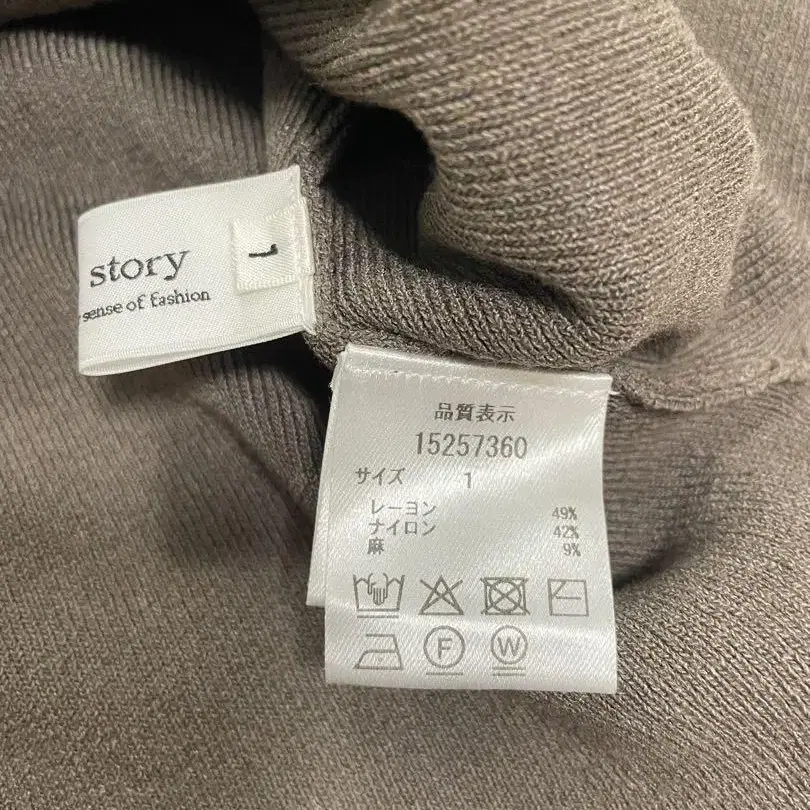 story
sense of fashion
1
品質表示
15257360
サイズ 1
レーヨン 49%
ナイロン 42%
麻 9%
F W